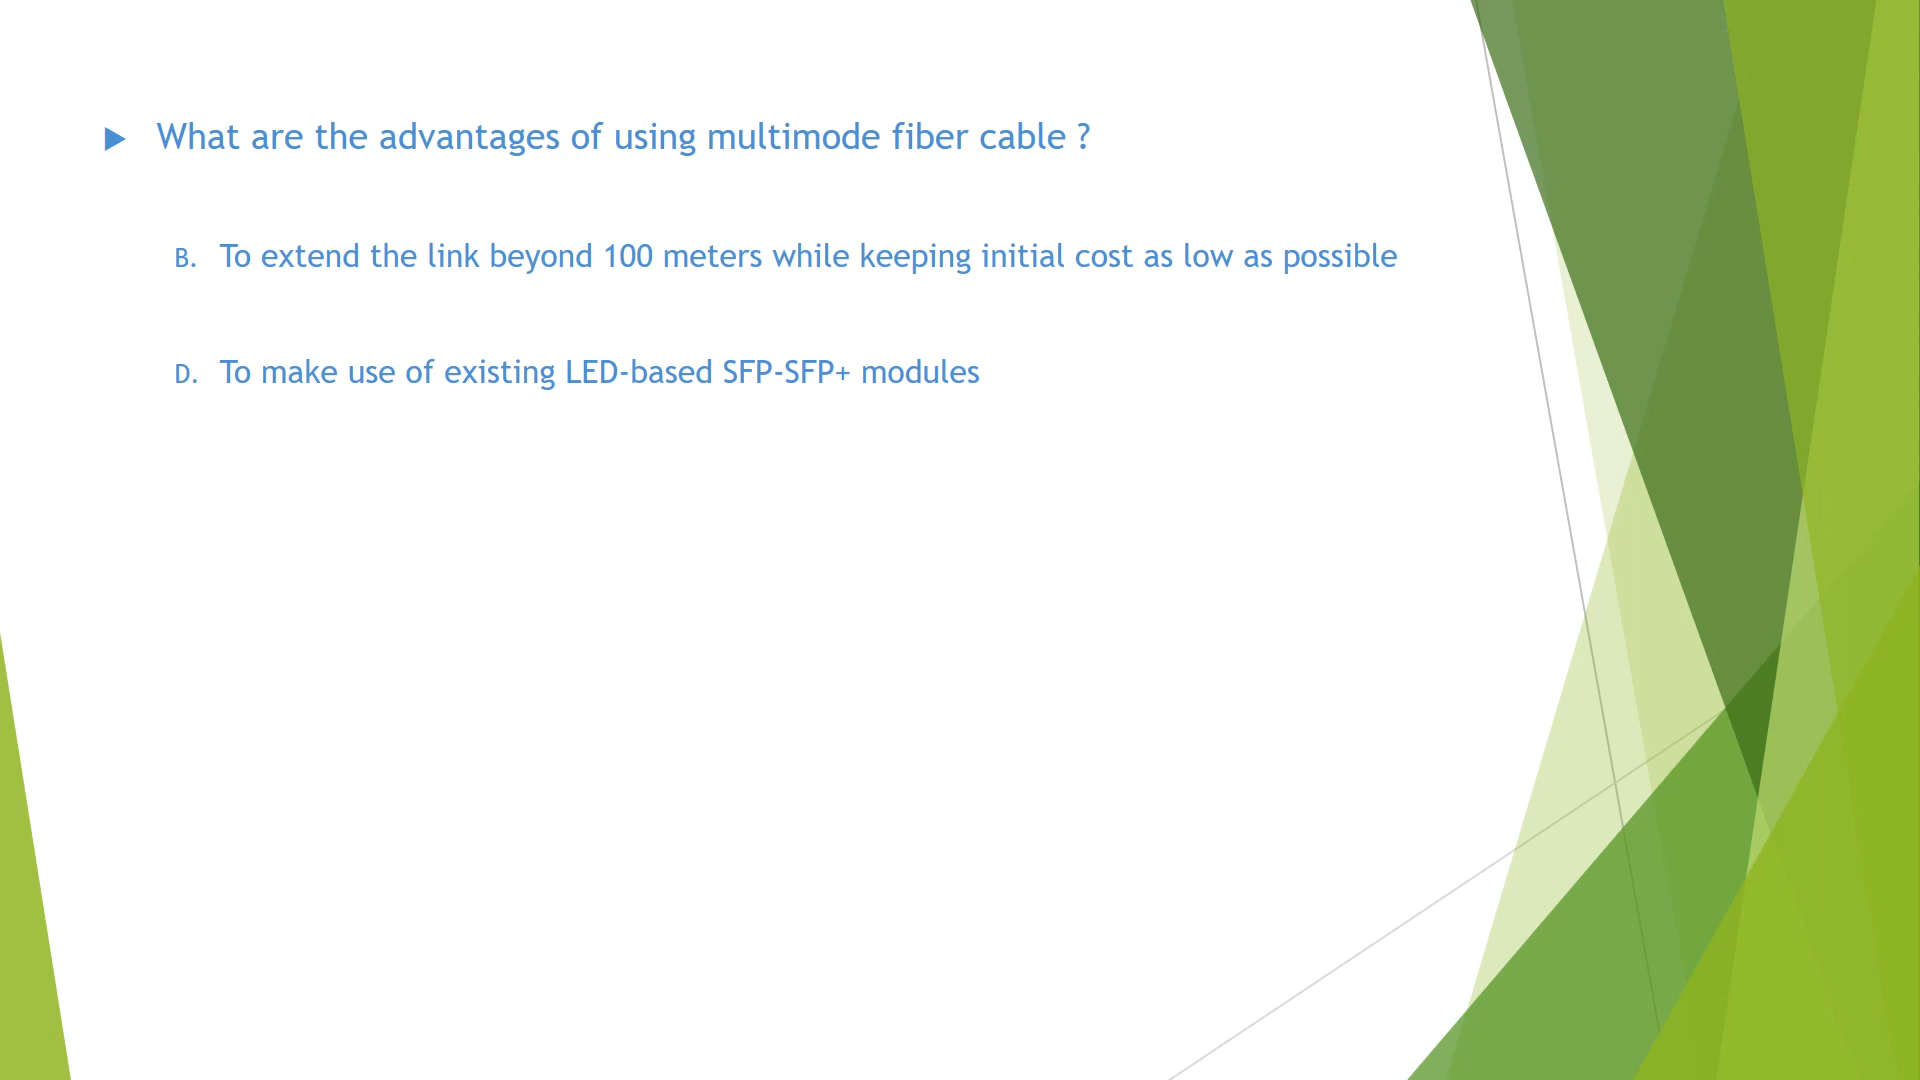 What are the advantages of using multimode fiber cable ?
B. To extend the link beyond 100 meters while keeping initial cost as low as possible
D. To make use of existing LED-based SFP-SFP+ modules